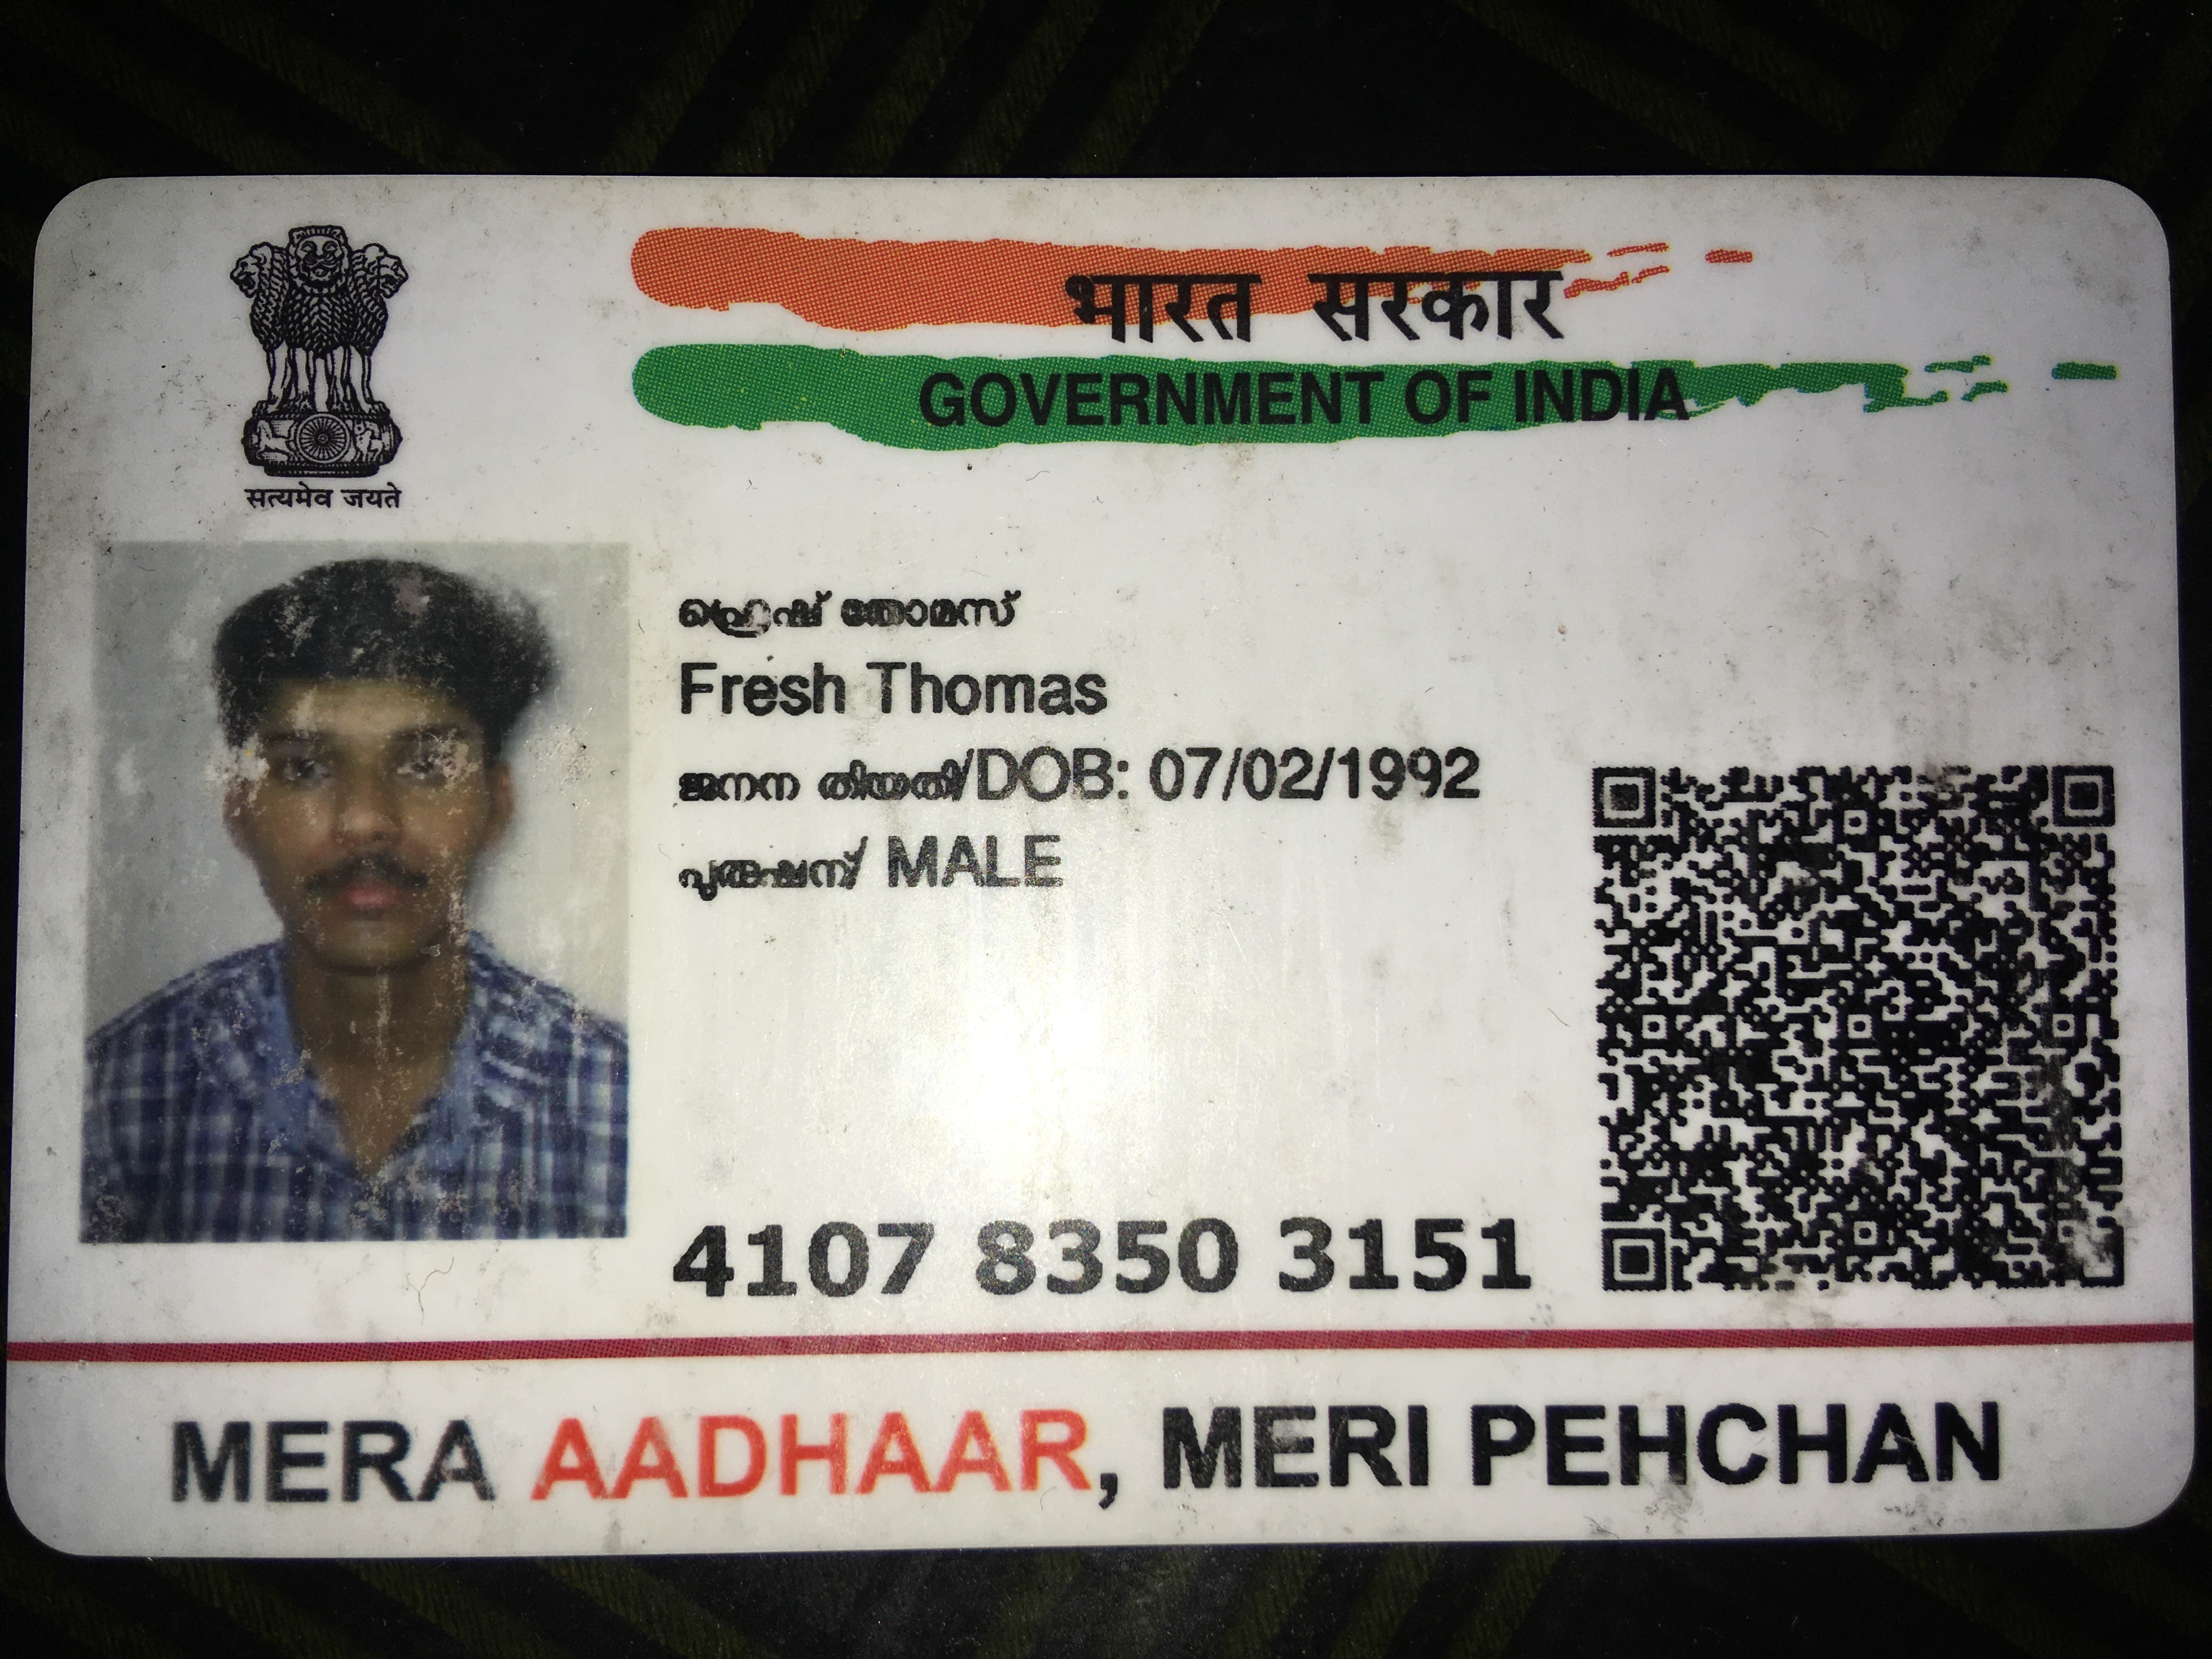 भारत सरकार
GOVERNMENT OF INDIA
सत्यमेव जयते
ഫ്രെഷ് തോമസ്
Fresh Thomas
ജനന തീയതി/DOB: 07/02/1992
പുരുഷന്‍/ MALE
4107 8350 3151
MERA AADHAAR, MERI PEHCHAN